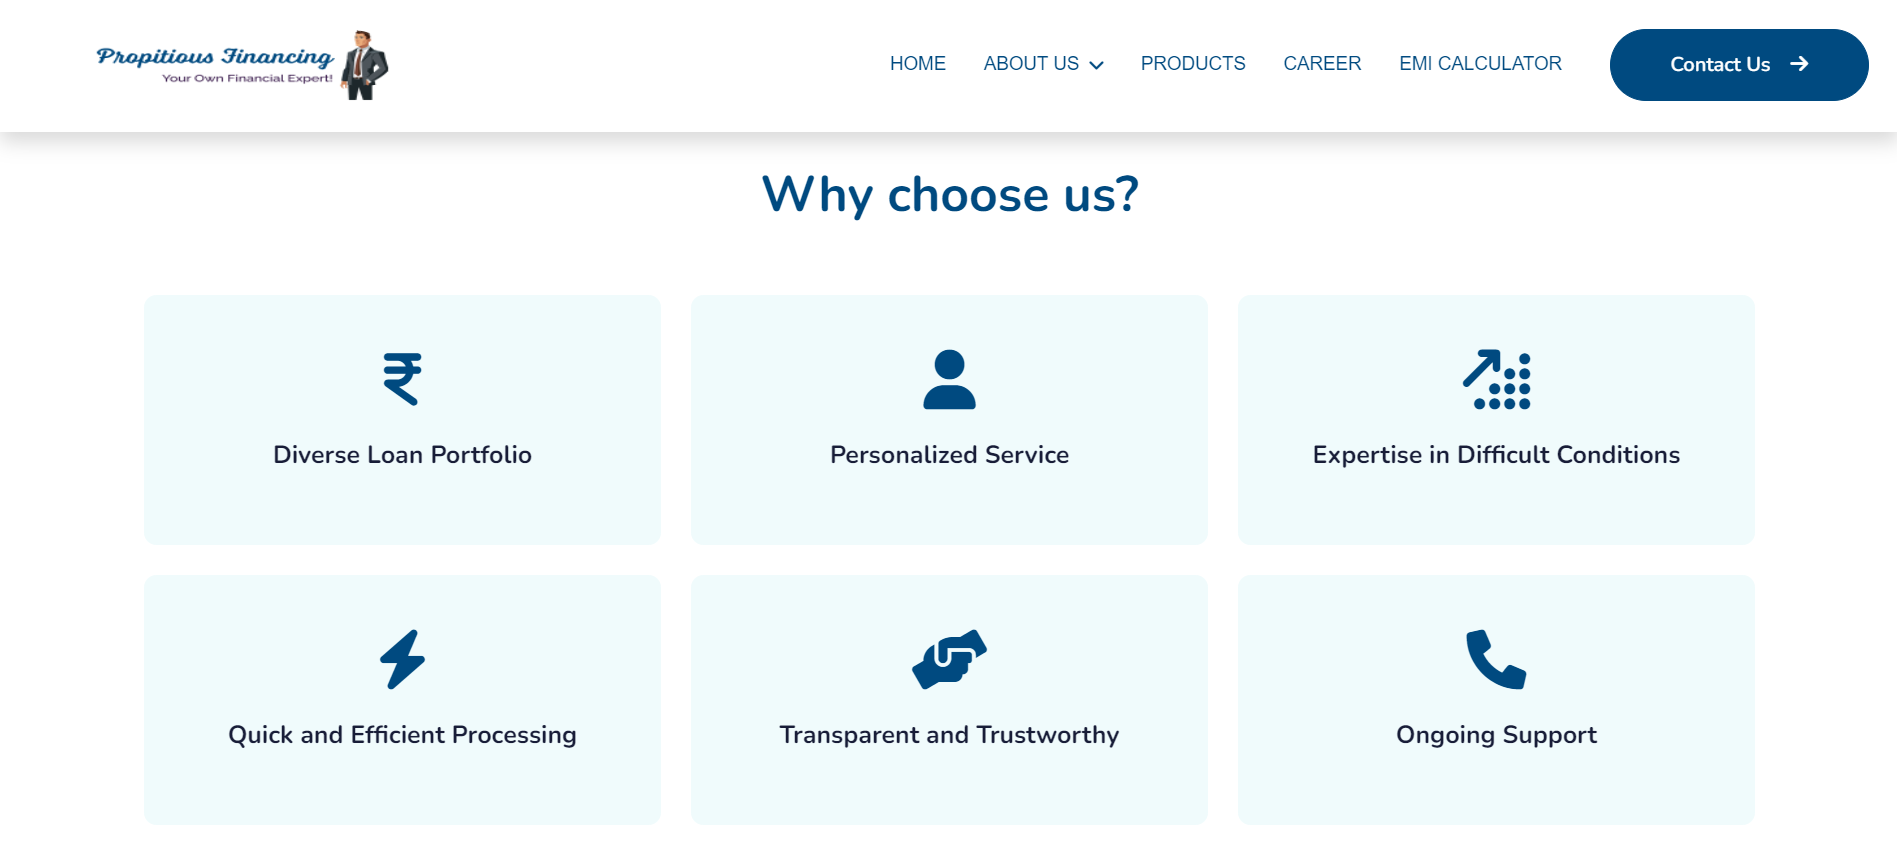 Propitious Financing
Your Own Financial Expert!
HOME
ABOUT US
PRODUCTS
CAREER
EMI CALCULATOR
Contact Us
Why choose us?
Diverse Loan Portfolio
Personalized Service
Expertise in Difficult Conditions
Quick and Efficient Processing
Transparent and Trustworthy
Ongoing Support